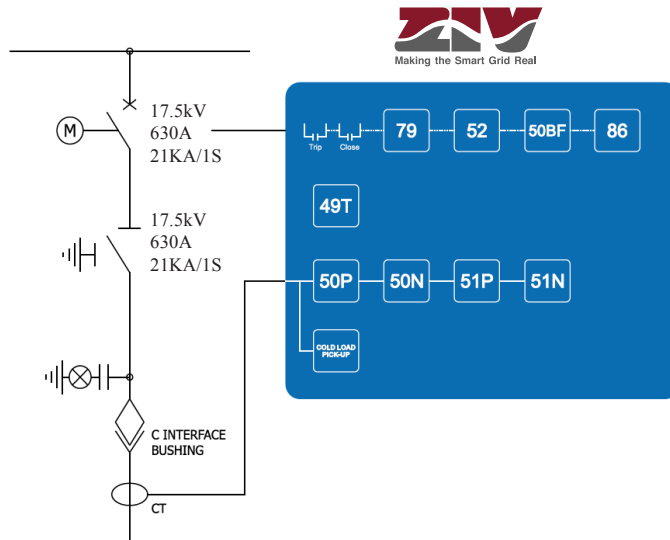 ZIV
Making the Smart Grid Real
17.5kV
630A
21KA/1S
M
Trip
Close
79
52
50BF
86
49T
17.5kV
630A
21KA/1S
50P
50N
51P
51N
COLD LOAD
PICK-UP
C INTERFACE
BUSHING
CT